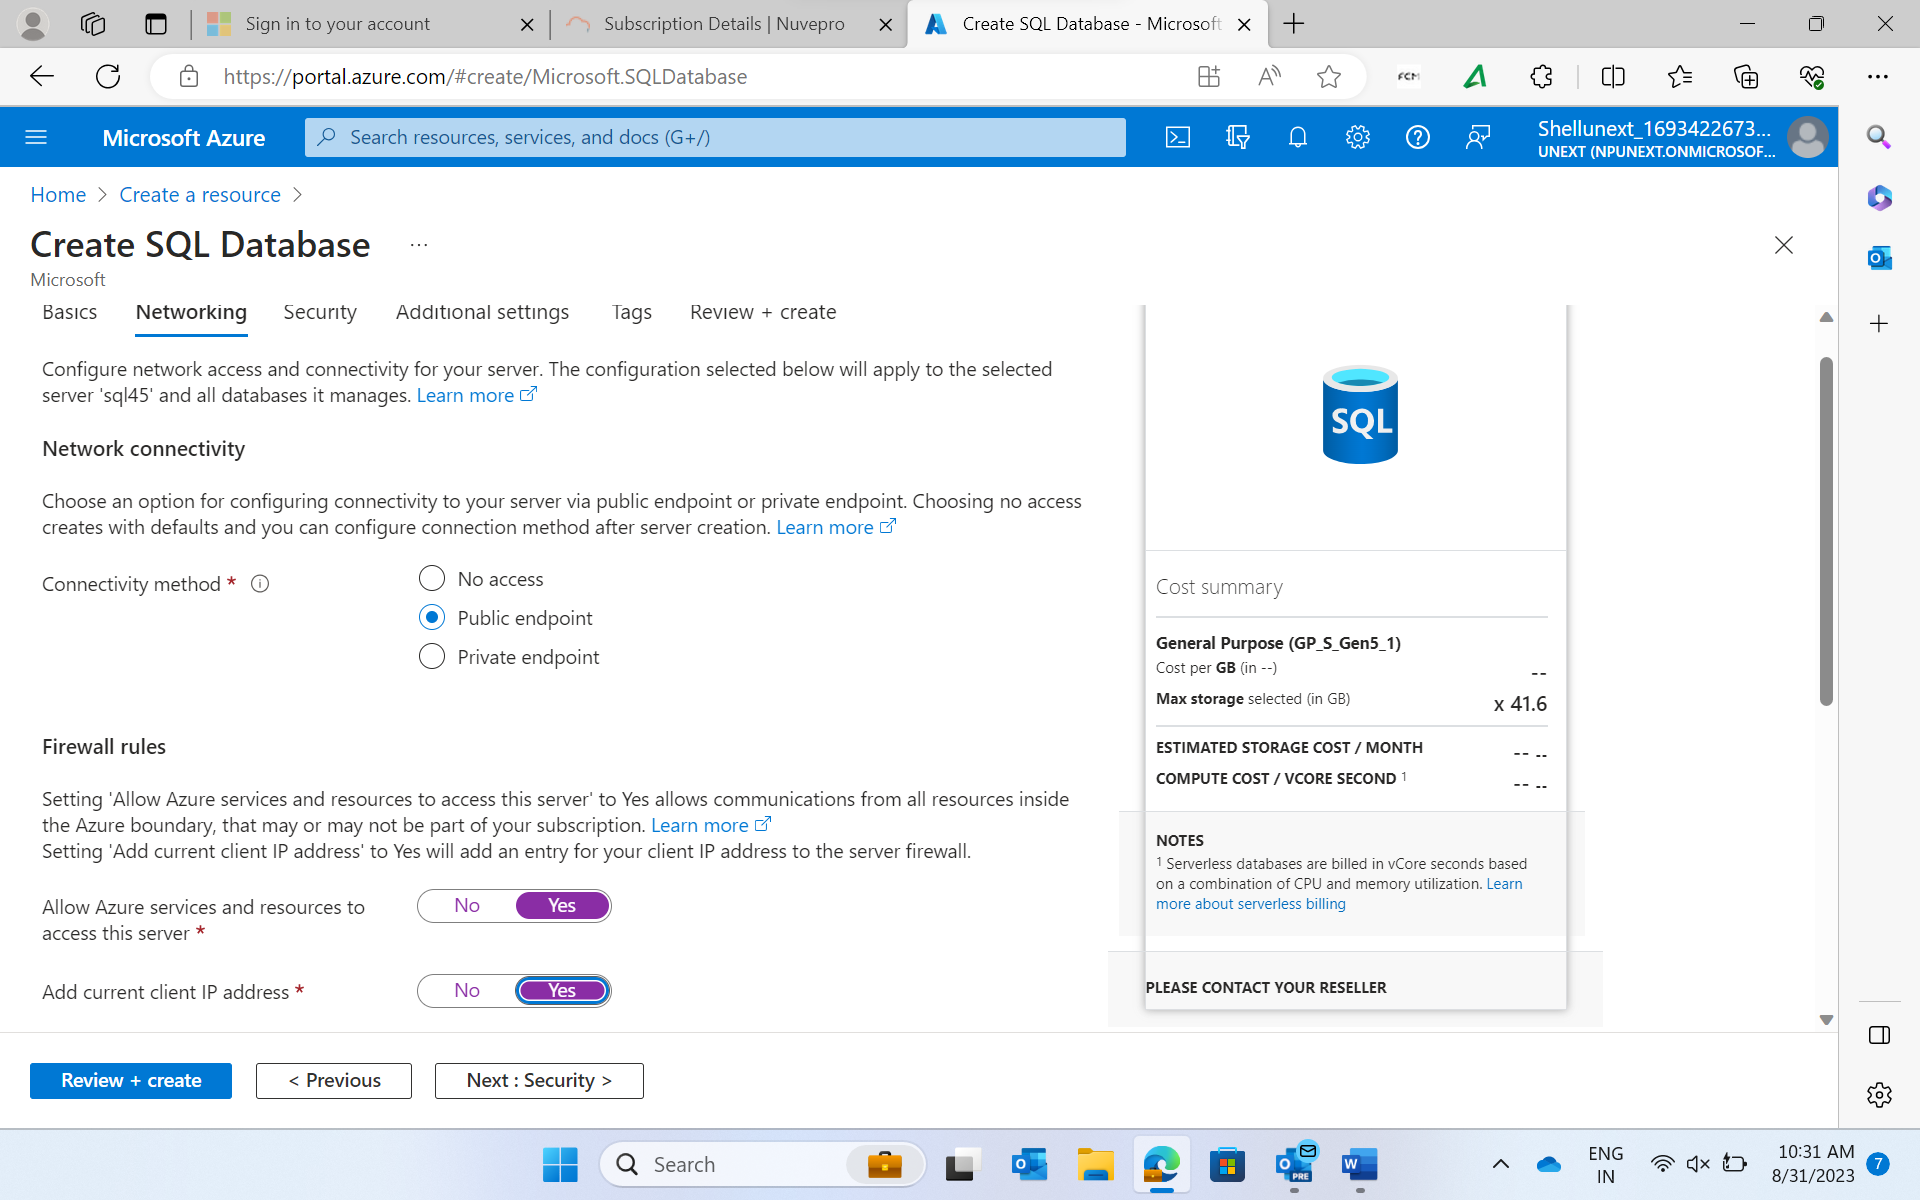 Sign in to your account
Subscription Details | Nuvepro
Create SQL Database - Microsoft
https://portal.azure.com/#create/Microsoft.SQLDatabase
FCM
Microsoft Azure
Search resources, services, and docs (G+/)
Shellunext_1693422673...
UNEXT (NPUNEXT.ONMICROSOF...
Home > Create a resource >
Create SQL Database ...
Microsoft
Basics Networking Security Additional settings Tags Review + create
Configure network access and connectivity for your server. The configuration selected below will apply to the selected
server 'sql45' and all databases it manages. Learn more
Network connectivity
Choose an option for configuring connectivity to your server via public endpoint or private endpoint. Choosing no access
creates with defaults and you can configure connection method after server creation. Learn more
Connectivity method *
No access
Public endpoint
Private endpoint
Firewall rules
Setting 'Allow Azure services and resources to access this server' to Yes allows communications from all resources inside
the Azure boundary, that may or may not be part of your subscription. Learn more
Setting 'Add current client IP address' to Yes will add an entry for your client IP address to the server firewall.
Allow Azure services and resources to
access this server *
No Yes
Add current client IP address *
No Yes
SQL
Cost summary
General Purpose (GP_S_Gen5_1)
Cost per GB (in --)
--
Max storage selected (in GB)
x 41.6
ESTIMATED STORAGE COST / MONTH
-- --
COMPUTE COST / VCORE SECOND 1
-- --
NOTES
1 Serverless databases are billed in vCore seconds based
on a combination of CPU and memory utilization. Learn
more about serverless billing
PLEASE CONTACT YOUR RESELLER
Review + create
< Previous
Next : Security >
Search
PRE
ENG
IN
10:31 AM
8/31/2023
7